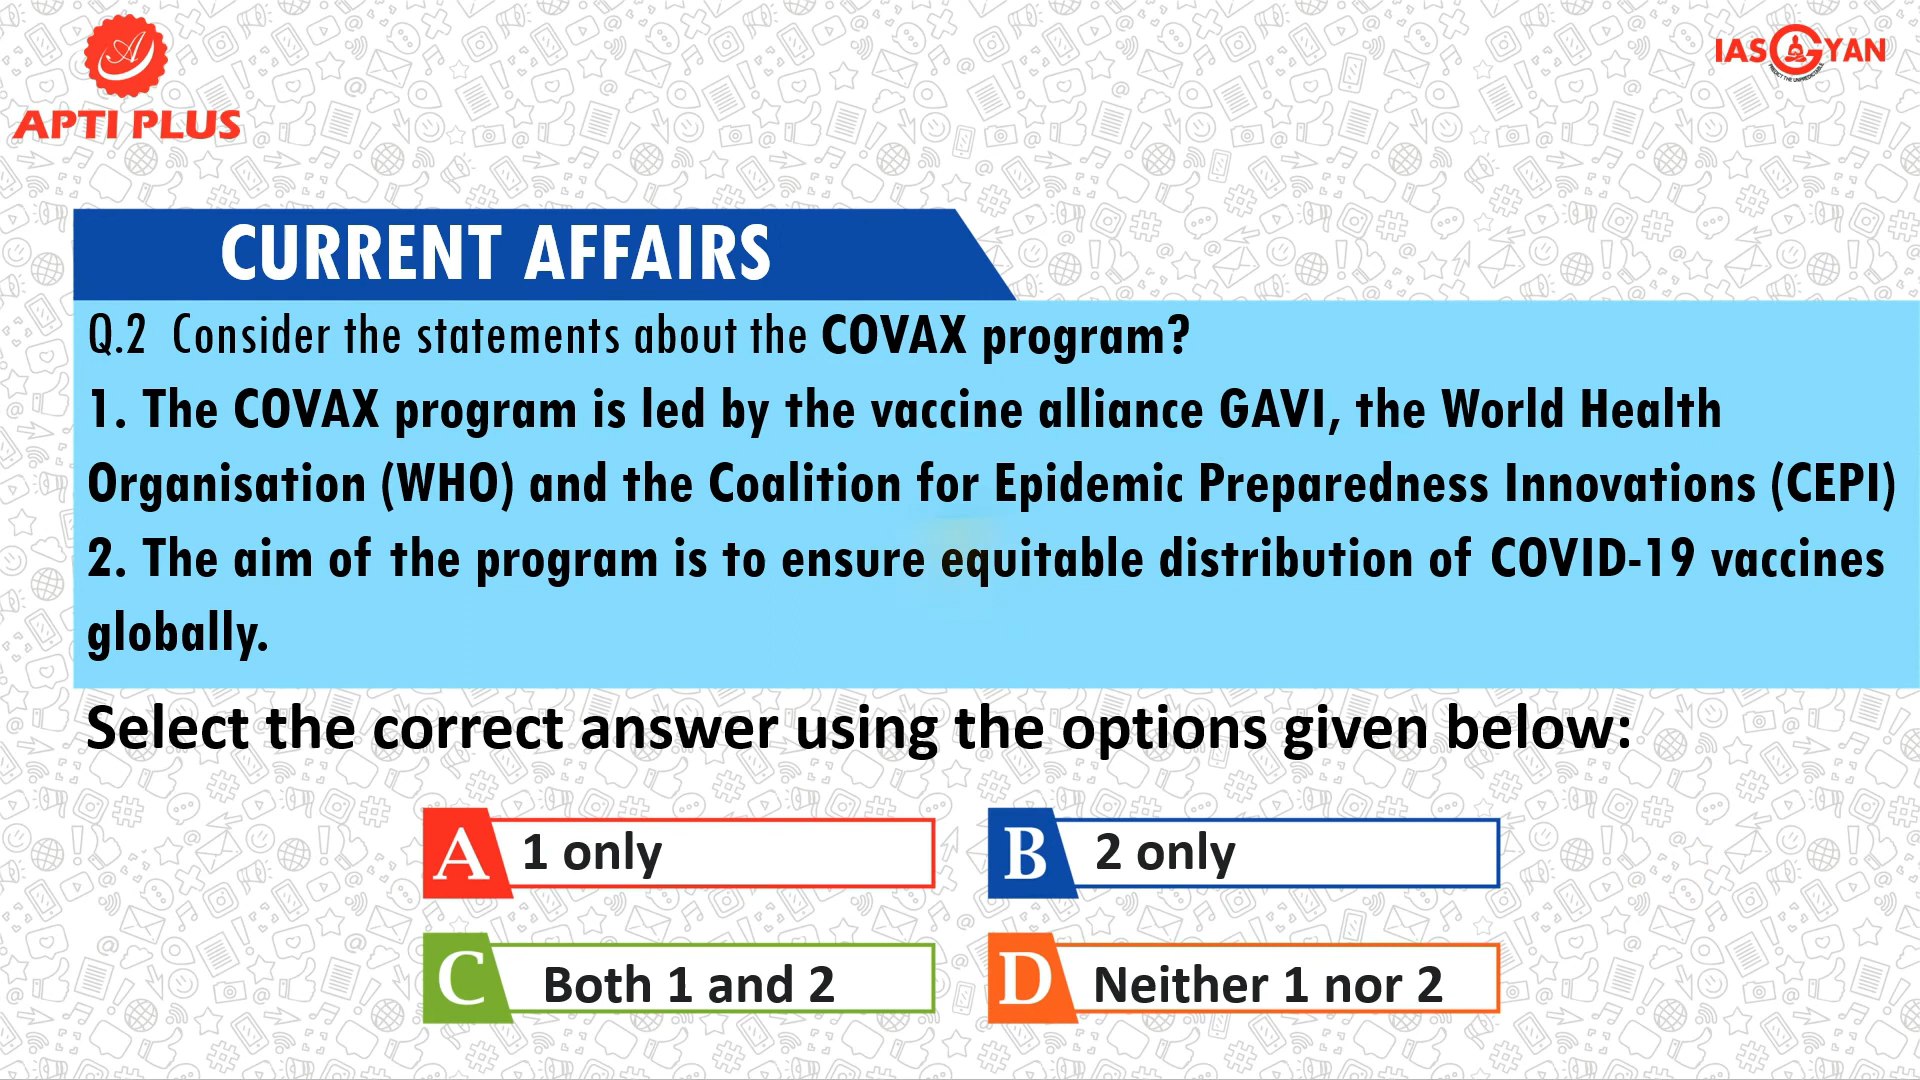 APTI PLUS
IASGYAN
PREDICT THE UNPREDICTABLE
CURRENT AFFAIRS
Q.2 Consider the statements about the COVAX program?
1. The COVAX program is led by the vaccine alliance GAVI, the World Health
Organisation (WHO) and the Coalition for Epidemic Preparedness Innovations (CEPI)
2. The aim of the program is to ensure equitable distribution of COVID-19 vaccines
globally.
Select the correct answer using the options given below:
A 1 only
B 2 only
C Both 1 and 2
D Neither 1 nor 2